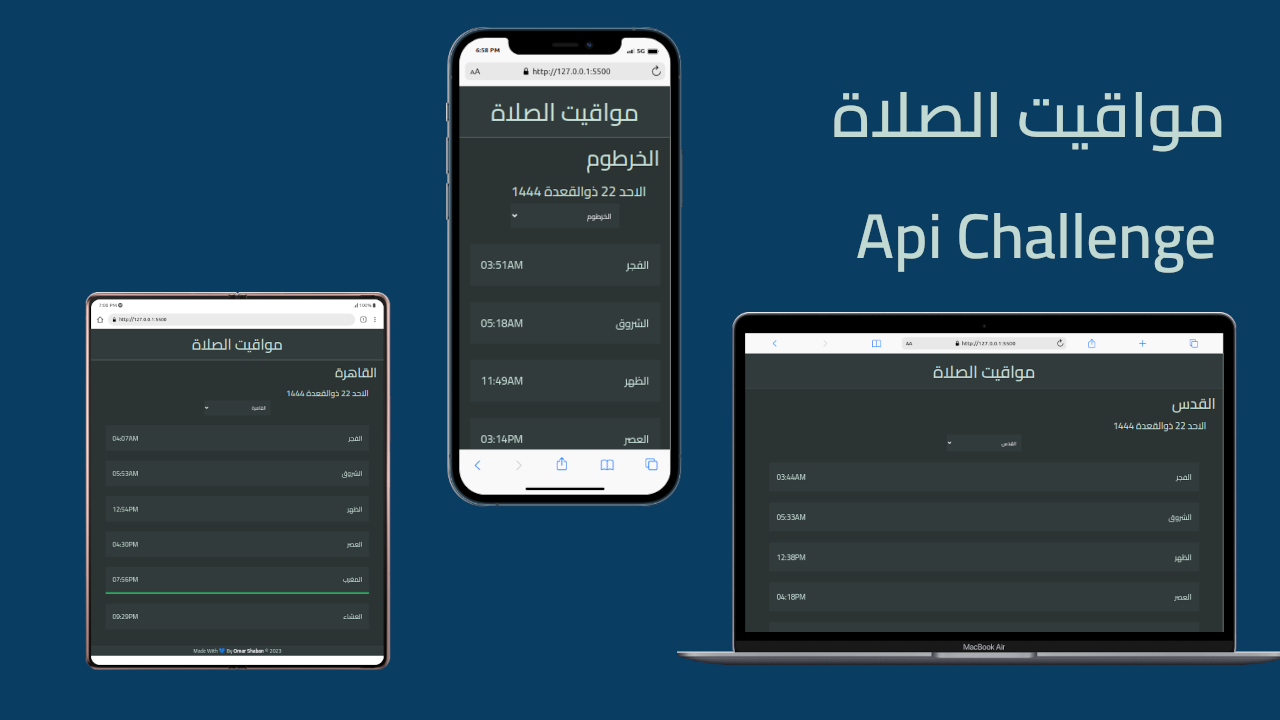 مواقيت الصلاة
Api Challenge
6:58 PM
5G
AA
http://127.0.0.1:5500
مواقيت الصلاة
الخرطوم
الاحد 22 ذوالقعدة 1444
الخرطوم
الفجر 03:51AM
الشروق 05:18AM
الظهر 11:49AM
العصر 03:14PM
7:00 PM
100%
http://127.0.0.1:5500
مواقيت الصلاة
القاهرة
الاحد 22 ذوالقعدة 1444
القاهرة
الفجر 04:07AM
الشروق 05:53AM
الظهر 12:54PM
العصر 04:30PM
المغرب 07:56PM
العشاء 09:29PM
Made With 💙 By Omar Shaban © 2023
AA
http://127.0.0.1:5500
مواقيت الصلاة
القدس
الاحد 22 ذوالقعدة 1444
القدس
الفجر 03:44AM
الشروق 05:33AM
الظهر 12:38PM
العصر 04:18PM
MacBook Air